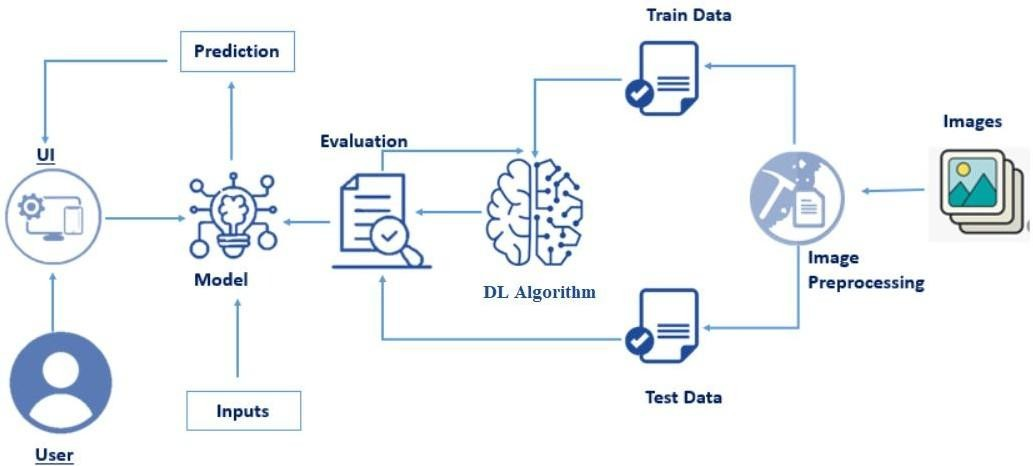 Train Data
Prediction
Images
Evaluation
UI
Image
Preprocessing
Model
DL Algorithm
Test Data
Inputs
User